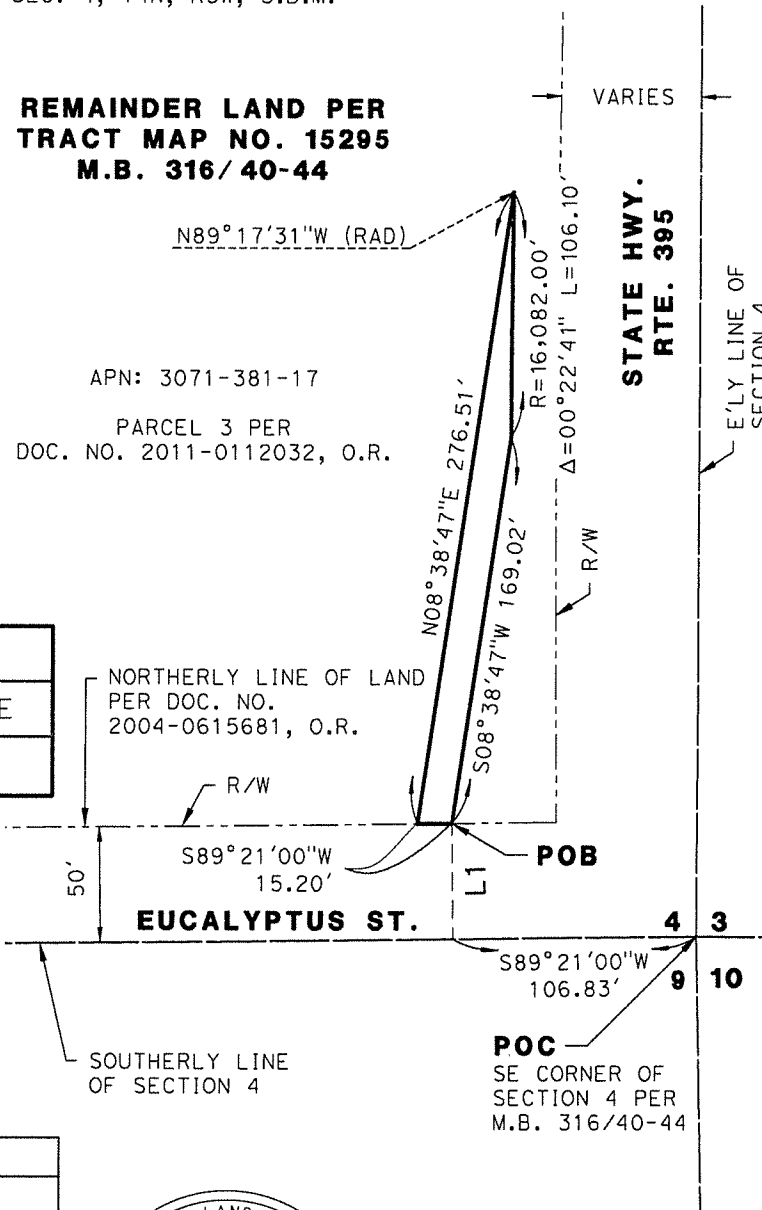 REMAINDER LAND PER
TRACT MAP NO. 15295
M.B. 316/40-44
VARIES
N89°17'31"W (RAD)
STATE HWY.
RTE. 395
R=16,082.00'
Δ=00°22'41" L=106.10'
E'LY LINE OF
SECTION 4
APN: 3071-381-17
PARCEL 3 PER
DOC. NO. 2011-0112032, O.R.
N08°38'47"E 276.51'
S08°38'47"W 169.02'
R/W
E
NORTHERLY LINE OF LAND
PER DOC. NO.
2004-0615681, O.R.
R/W
50'
S89°21'00"W
15.20'
POB
L1
EUCALYPTUS ST.
4 3
9 10
S89°21'00"W
106.83'
SOUTHERLY LINE
OF SECTION 4
POC
SE CORNER OF
SECTION 4 PER
M.B. 316/40-44
LAND